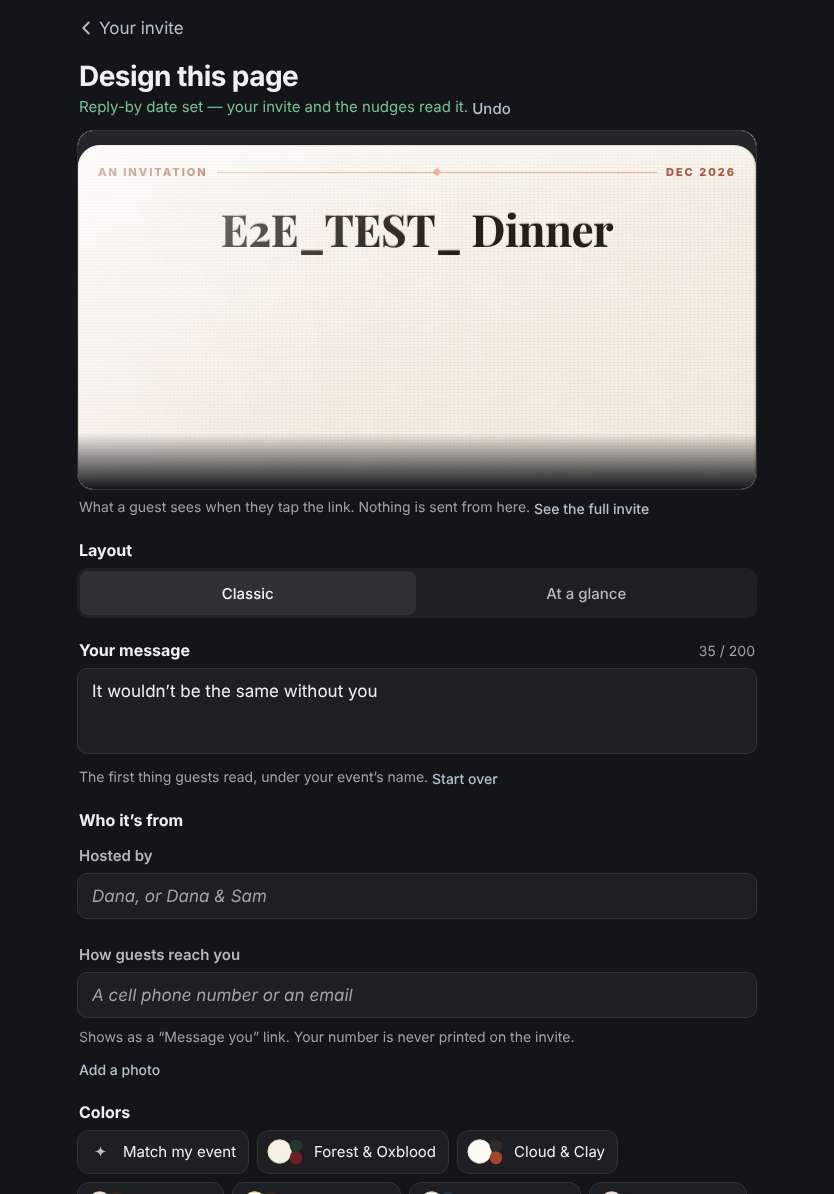 Your invite
Design this page
Reply-by date set — your invite and the nudges read it. Undo
AN INVITATION
DEC 2026
E2E_TEST_ Dinner
What a guest sees when they tap the link. Nothing is sent from here. See the full invite
Layout
Classic
At a glance
Your message
35 / 200
It wouldn’t be the same without you
The first thing guests read, under your event’s name. Start over
Who it’s from
Hosted by
Dana, or Dana & Sam
How guests reach you
A cell phone number or an email
Shows as a “Message you” link. Your number is never printed on the invite.
Add a photo
Colors
Match my event
Forest & Oxblood
Cloud & Clay